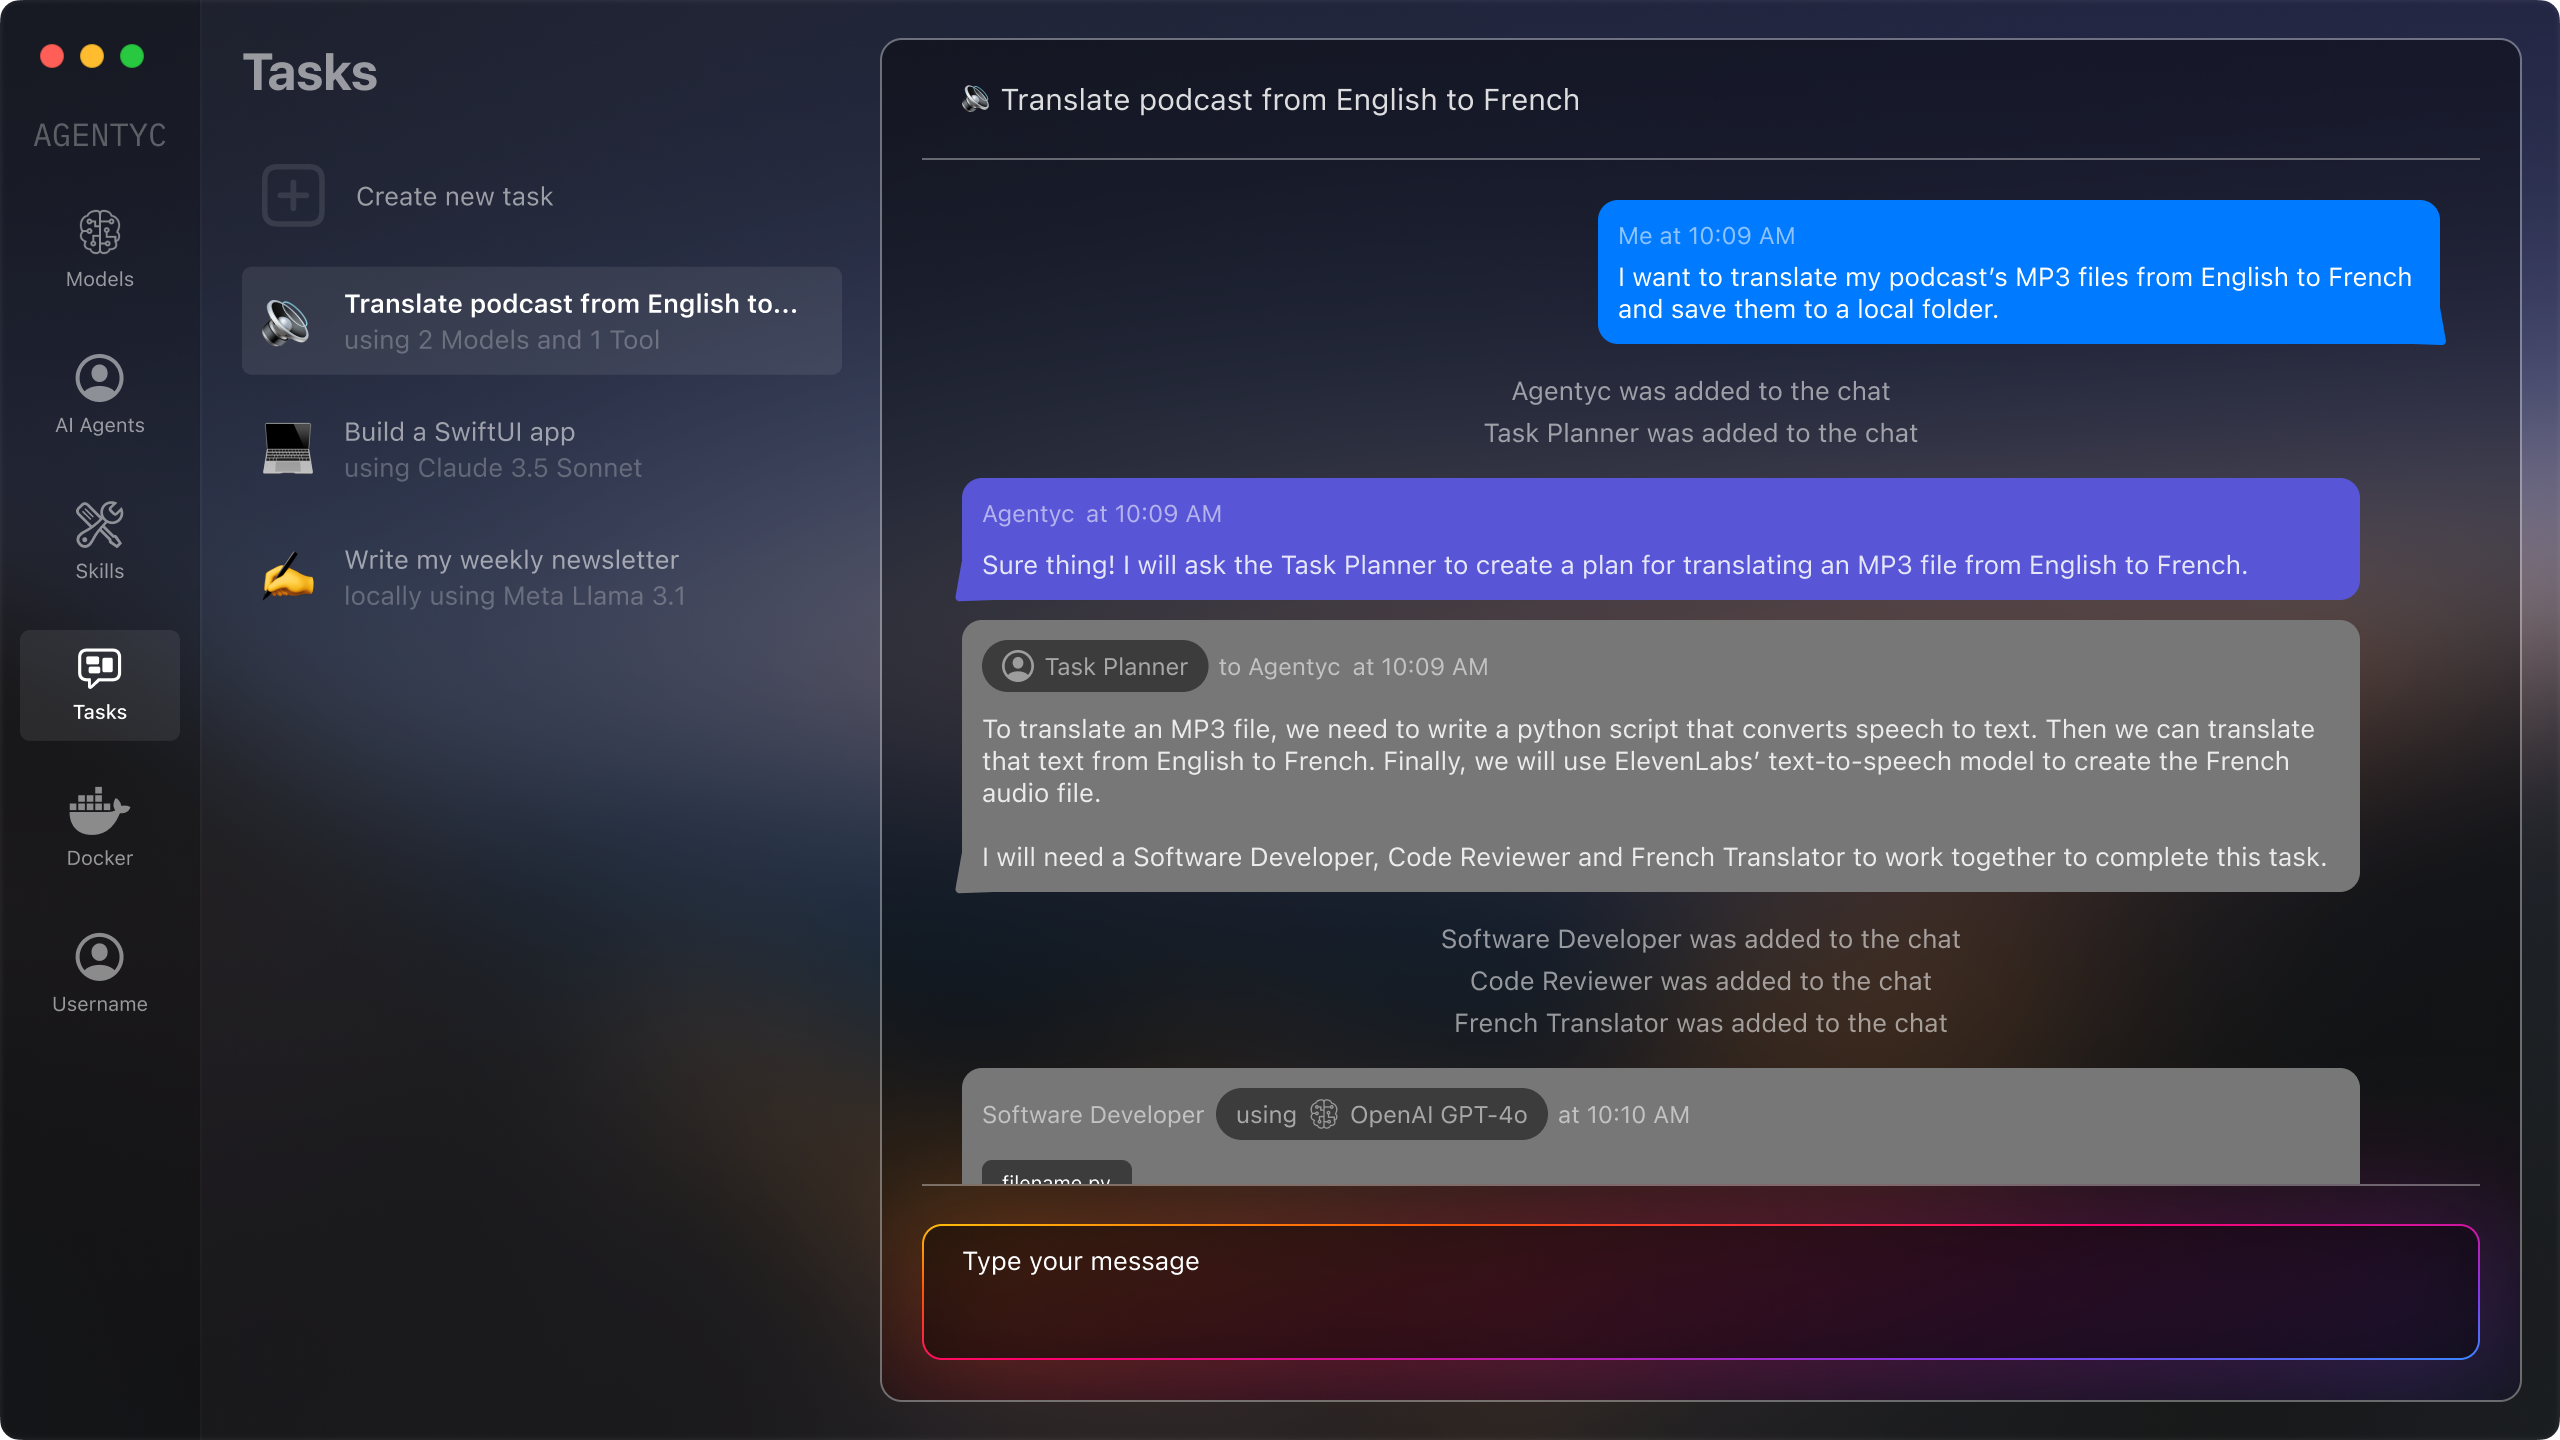 AGENTYC
Models
AI Agents
Skills
Tasks
Docker
Username
Tasks
Create new task
Translate podcast from English to...
using 2 Models and 1 Tool
Build a SwiftUI app
using Claude 3.5 Sonnet
Write my weekly newsletter
locally using Meta Llama 3.1
Translate podcast from English to French
Me at 10:09 AM
I want to translate my podcast’s MP3 files from English to French
and save them to a local folder.
Agentyc was added to the chat
Task Planner was added to the chat
Agentyc at 10:09 AM
Sure thing! I will ask the Task Planner to create a plan for translating an MP3 file from English to French.
Task Planner to Agentyc at 10:09 AM
To translate an MP3 file, we need to write a python script that converts speech to text. Then we can translate
that text from English to French. Finally, we will use ElevenLabs’ text-to-speech model to create the French
audio file.
I will need a Software Developer, Code Reviewer and French Translator to work together to complete this task.
Software Developer was added to the chat
Code Reviewer was added to the chat
French Translator was added to the chat
Software Developer using OpenAI GPT-4o at 10:10 AM
filename.py
Type your message